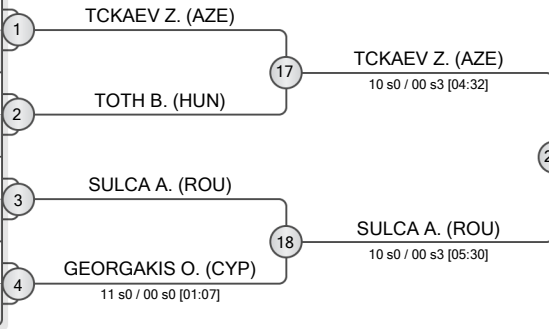 1
TCKAEV Z. (AZE)
17
TCKAEV Z. (AZE)
10 s0 / 00 s3 [04:32]
2
TOTH B. (HUN)
3
SULCA A. (ROU)
18
SULCA A. (ROU)
10 s0 / 00 s3 [05:30]
4
GEORGAKIS O. (CYP)
11 s0 / 00 s0 [01:07]